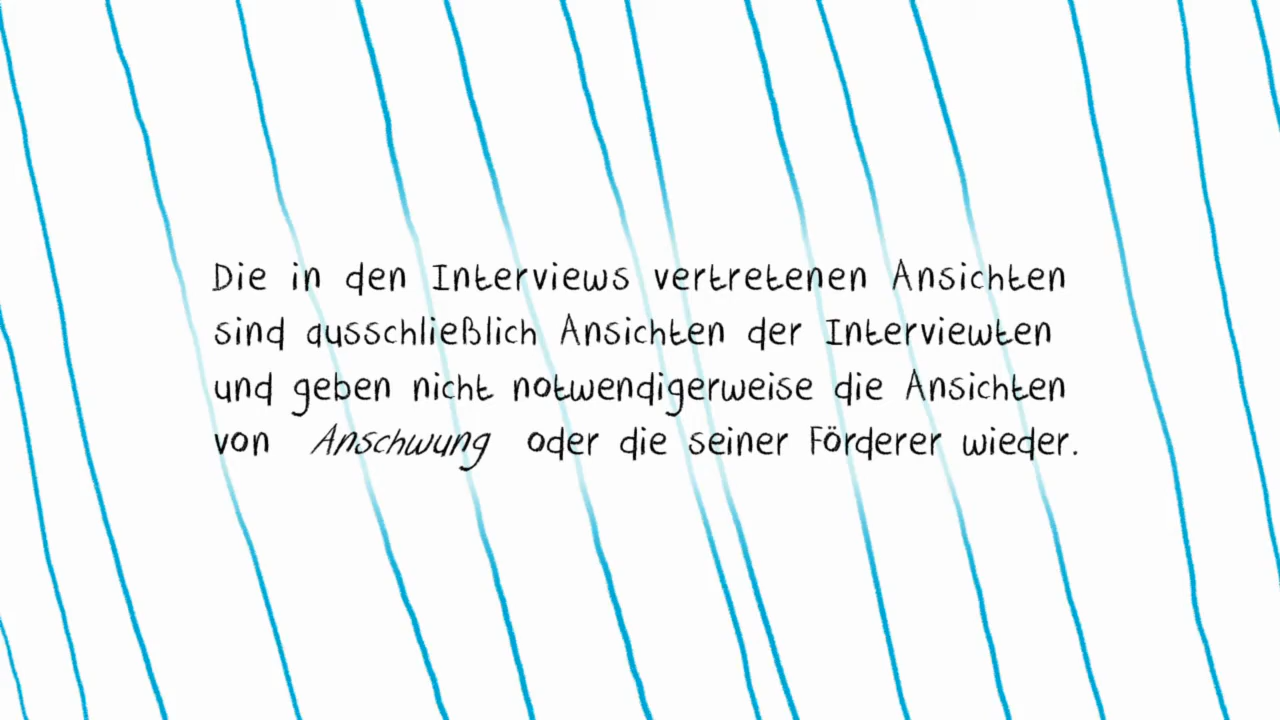 Die in den Interviews vertretenen Ansichten
sind ausschließlich Ansichten der Interviewten
und geben nicht notwendigerweise die Ansichten
von Anschwung oder die seiner Förderer wieder.